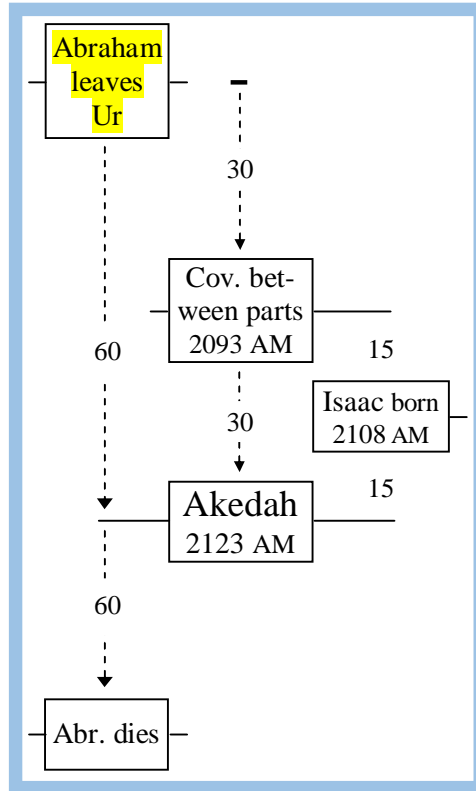 Abraham
leaves
Ur
30
Cov. bet-
ween parts
2093 AM
60
15
Isaac born
2108 AM
30
15
Akedah
2123 AM
60
Abr. dies